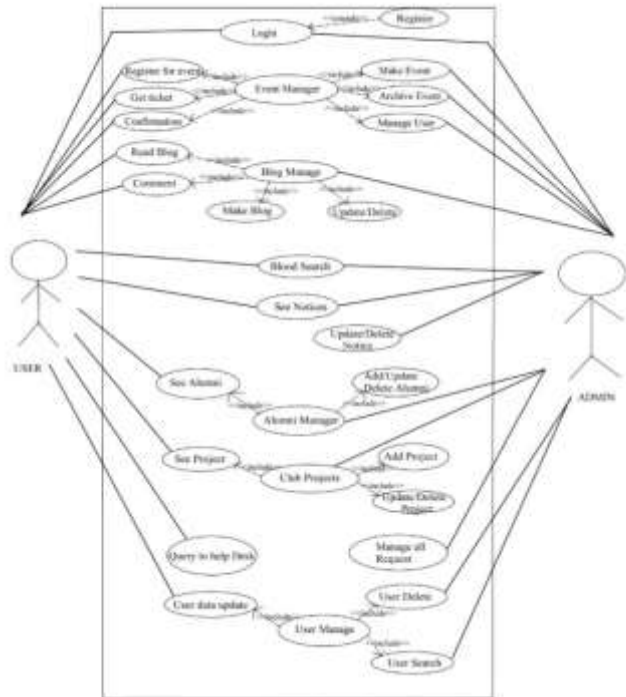 Register
Login
Register for event
Make Event
Get ticket
Event Manager
Archive Event
Confirmation
Manage User
Read Blog
Blog Manage
Comment
Make Blog
Update/Delete
Blood Search
See Notices
Update/Delete
Notice
USER
ADMIN
See Alumni
Add/Update
Delete Alumni
Alumni Manager
See Project
Club Projects
Add Project
Update/Delete
Project
Query to help Desk
Manage all
Request
User data update
User Delete
User Manage
User Search